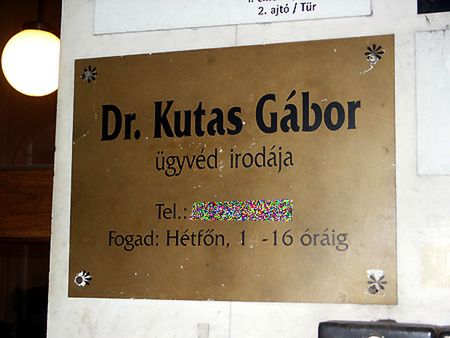 2. ajtó / Tür
Dr. Kutas Gábor
ügyvéd irodája
Tel.:
Fogad: Hétfőn, 1 -16 óráig